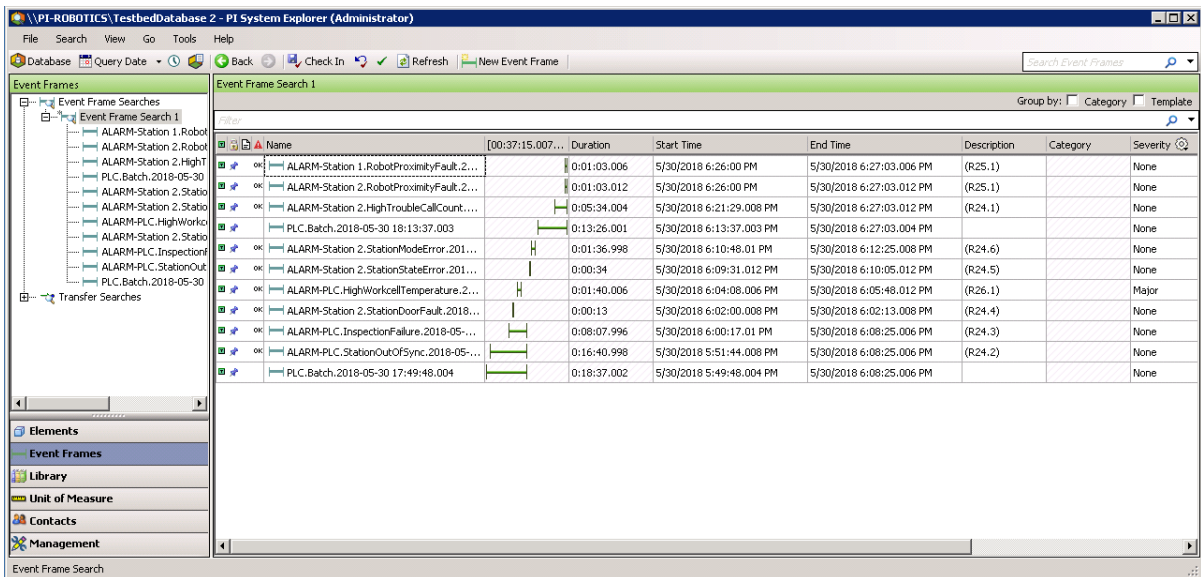 \\PI-ROBOTICS\TestbedDatabase 2 - PI System Explorer (Administrator)
File Search View Go Tools Help
Database Query Date Back Check In Refresh New Event Frame Search Event Frames
Event Frames
Event Frame Searches
Event Frame Search 1
ALARM-Station 1.Robot
ALARM-Station 2.Robot
ALARM-Station 2.HighT
PLC.Batch.2018-05-30
ALARM-Station 2.Statio
ALARM-Station 2.Statio
ALARM-PLC.HighWorkc
ALARM-Station 2.Statio
ALARM-PLC.InspectionF
ALARM-PLC.StationOut
PLC.Batch.2018-05-30
Transfer Searches
Elements
Event Frames
Library
Unit of Measure
Contacts
Management
Event Frame Search 1
Group by: Category Template
Filter
Name [00:37:15.007... Duration Start Time End Time Description Category Severity
OK ALARM-Station 1.RobotProximityFault.2... 0:01:03.006 5/30/2018 6:26:00 PM 5/30/2018 6:27:03.006 PM (R25.1) None
OK ALARM-Station 2.RobotProximityFault.2... 0:01:03.012 5/30/2018 6:26:00 PM 5/30/2018 6:27:03.012 PM (R25.1) None
OK ALARM-Station 2.HighTroubleCallCount.... 0:05:34.004 5/30/2018 6:21:29.008 PM 5/30/2018 6:27:03.012 PM (R24.1) None
PLC.Batch.2018-05-30 18:13:37.003 0:13:26.001 5/30/2018 6:13:37.003 PM 5/30/2018 6:27:03.004 PM None
OK ALARM-Station 2.StationModeError.201... 0:01:36.998 5/30/2018 6:10:48.01 PM 5/30/2018 6:12:25.008 PM (R24.6) None
OK ALARM-Station 2.StationStateError.201... 0:00:34 5/30/2018 6:09:31.012 PM 5/30/2018 6:10:05.012 PM (R24.5) None
OK ALARM-PLC.HighWorkcellTemperature.2... 0:01:40.006 5/30/2018 6:04:08.006 PM 5/30/2018 6:05:48.012 PM (R26.1) Major
OK ALARM-Station 2.StationDoorFault.2018... 0:00:13 5/30/2018 6:02:00.008 PM 5/30/2018 6:02:13.008 PM (R24.4) None
OK ALARM-PLC.InspectionFailure.2018-05-... 0:08:07.996 5/30/2018 6:00:17.01 PM 5/30/2018 6:08:25.006 PM (R24.3) None
OK ALARM-PLC.StationOutOfSync.2018-05-... 0:16:40.998 5/30/2018 5:51:44.008 PM 5/30/2018 6:08:25.006 PM (R24.2) None
PLC.Batch.2018-05-30 17:49:48.004 0:18:37.002 5/30/2018 5:49:48.004 PM 5/30/2018 6:08:25.006 PM None
Event Frame Search